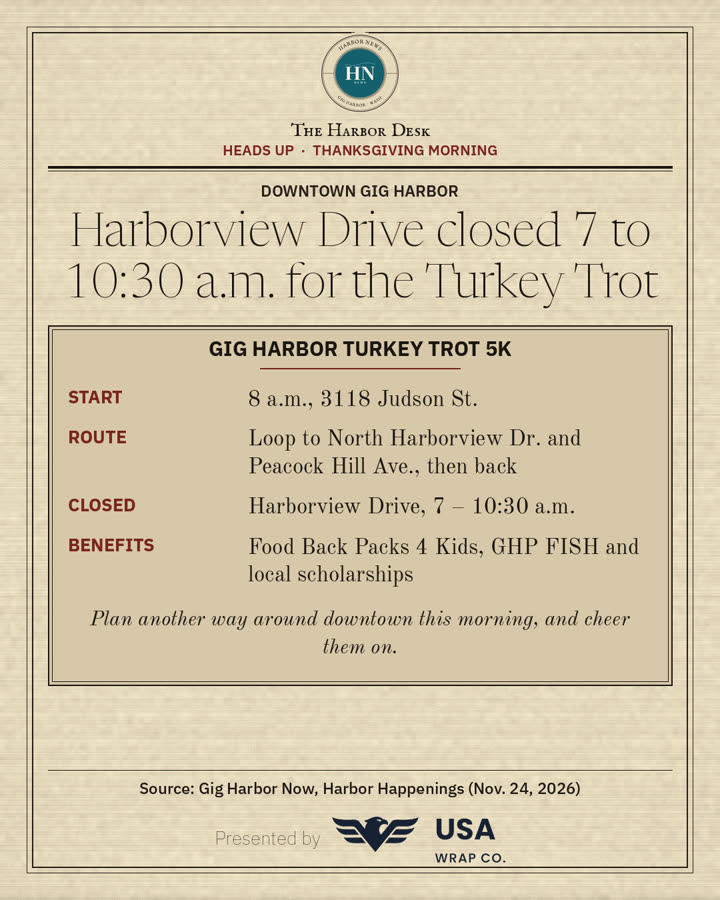 HARBOR NEWS
HN
NEWS
The Harbor Desk
HEADS UP · THANKSGIVING MORNING
DOWNTOWN GIG HARBOR
Harborview Drive closed 7 to
10:30 a.m. for the Turkey Trot
GIG HARBOR TURKEY TROT 5K
START
8 a.m., 3118 Judson St.
ROUTE
Loop to North Harborview Dr. and
Peacock Hill Ave., then back
CLOSED
Harborview Drive, 7 – 10:30 a.m.
BENEFITS
Food Back Packs 4 Kids, GHP FISH and
local scholarships
Plan another way around downtown this morning, and cheer
them on.
Source: Gig Harbor Now, Harbor Happenings (Nov. 24, 2026)
Presented by
USA
WRAP CO.